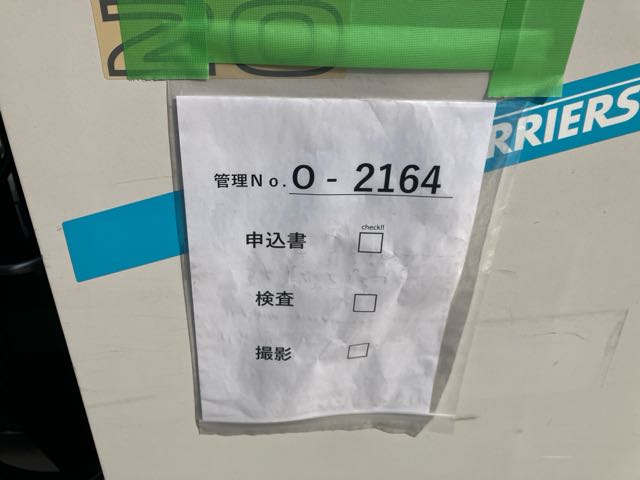 20
RRIERS
管理No. O - 2164
check!!
申込書 □
検査 □
撮影 □